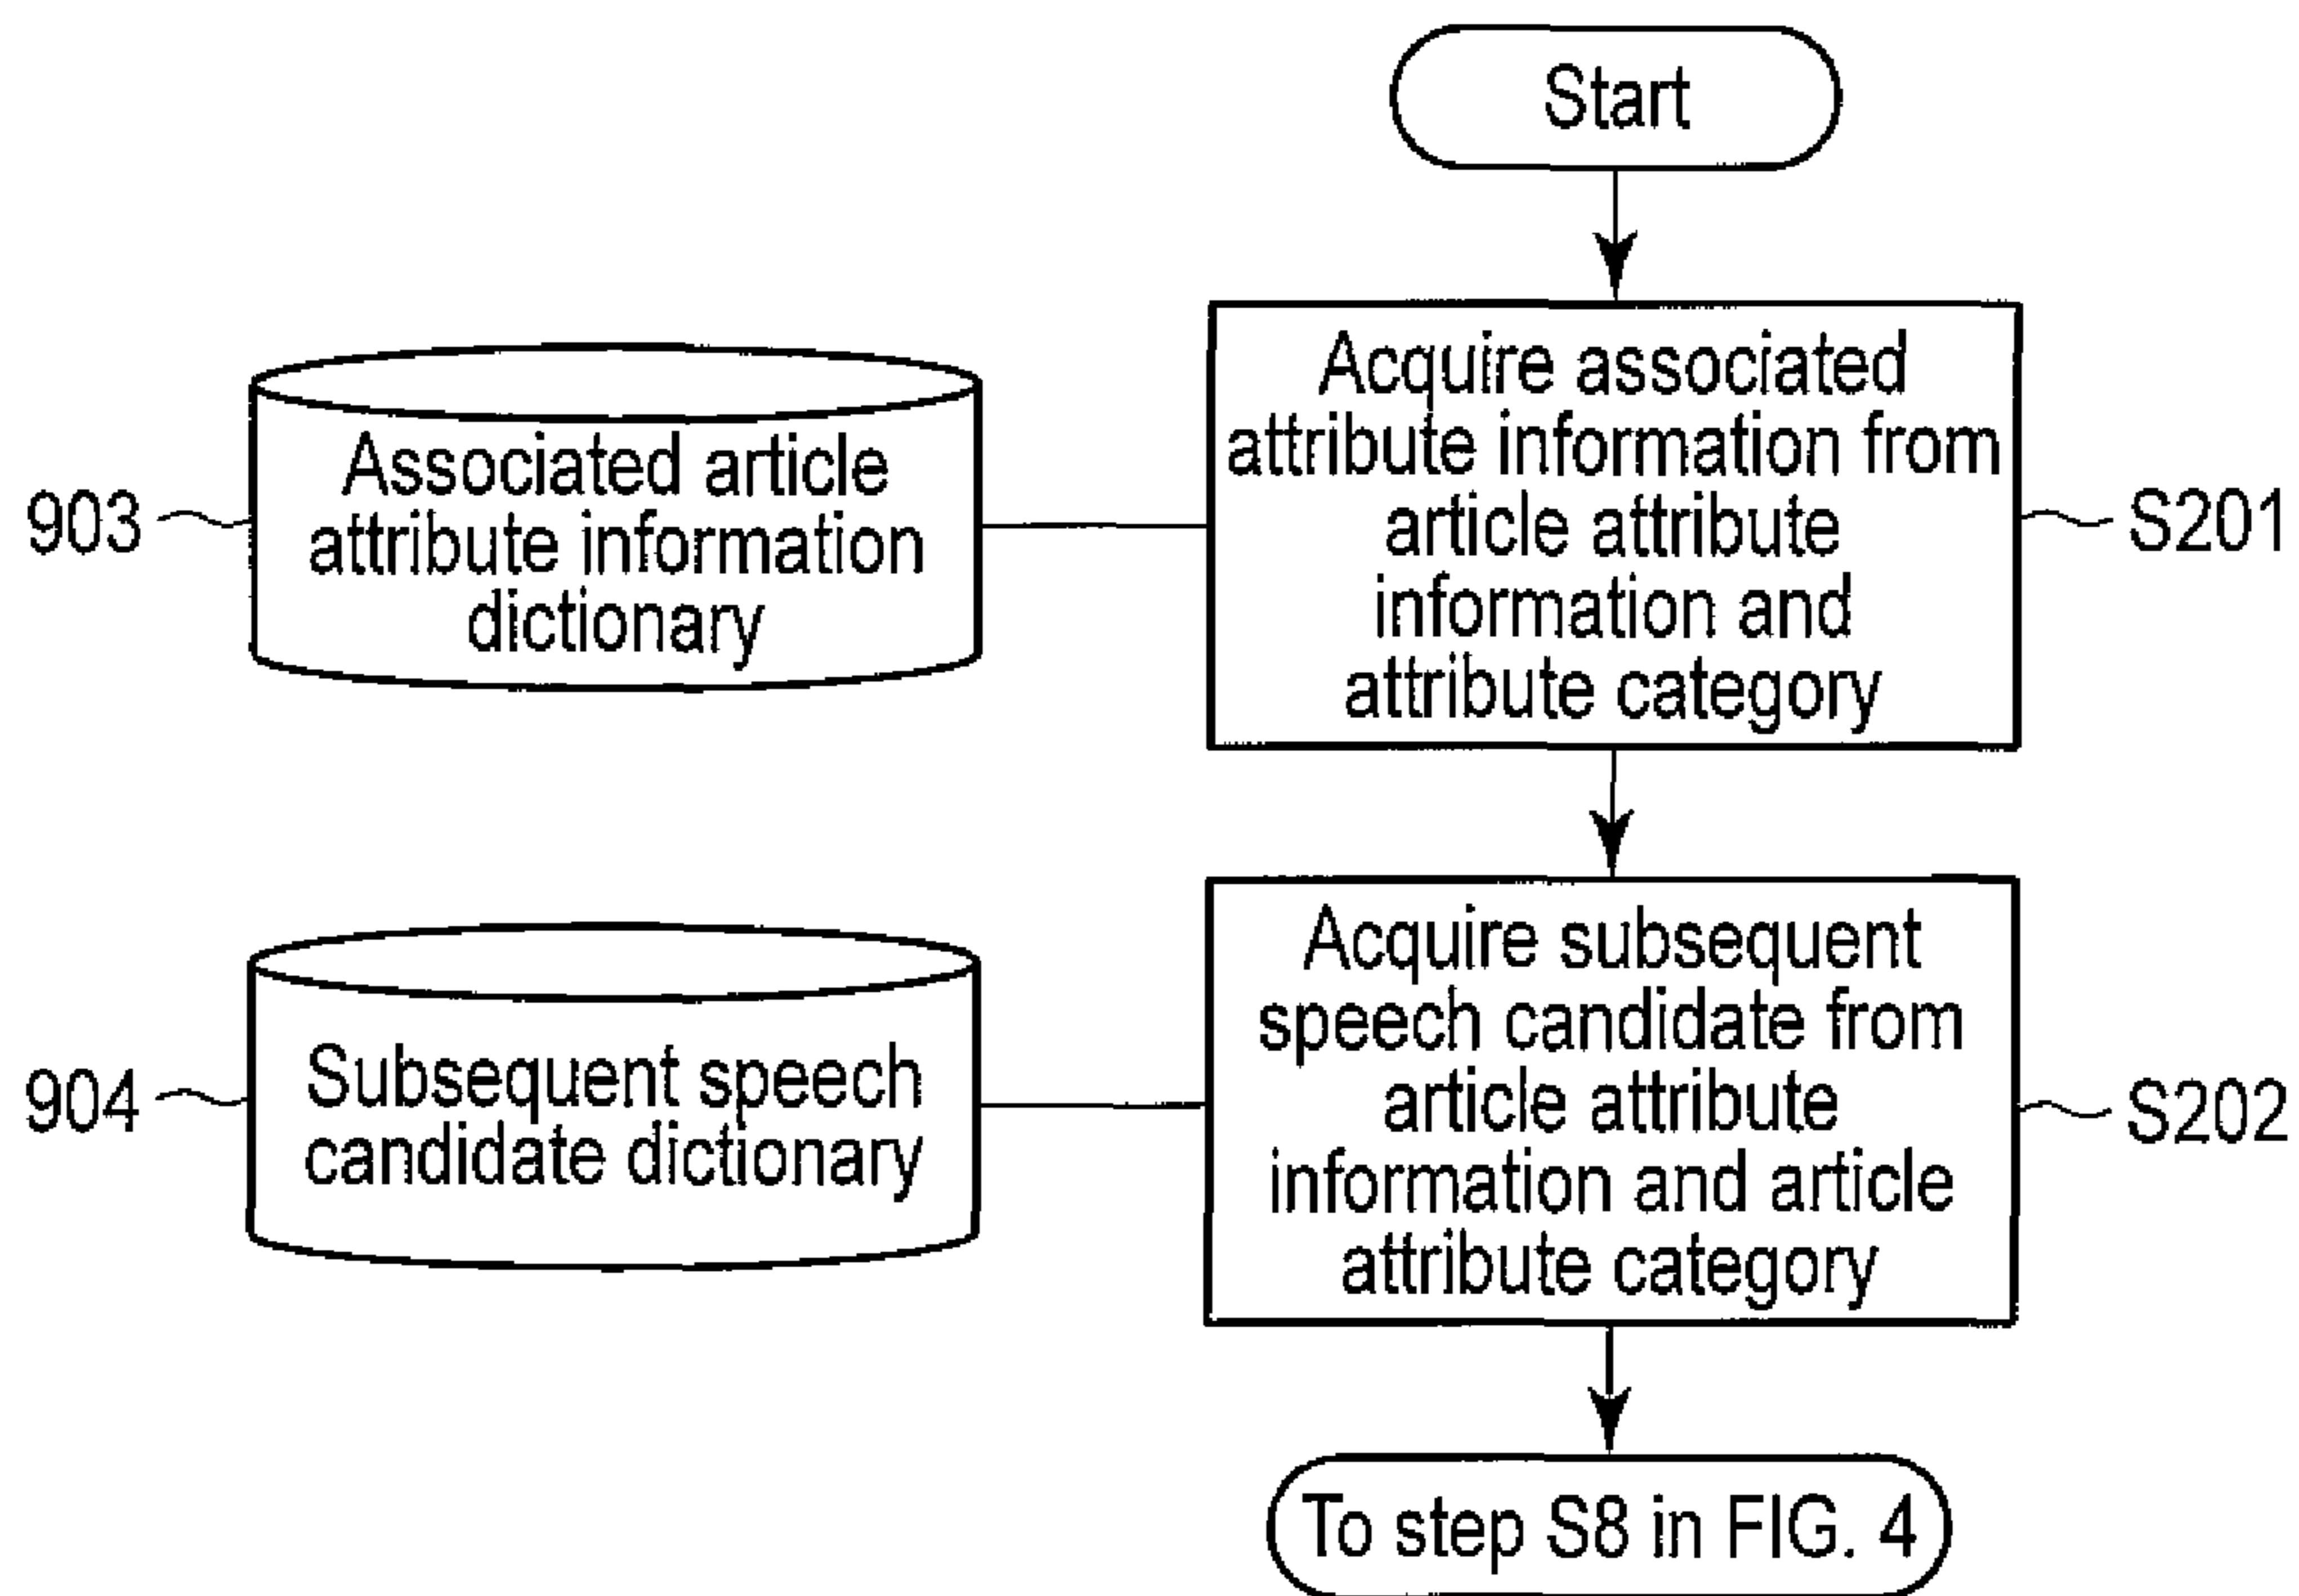 Start
Acquire associated
attribute information from
article attribute
information and
attribute category
S201
903
Associated article
attribute information
dictionary
Acquire subsequent
speech candidate from
article attribute
information and article
attribute category
S202
904
Subsequent speech
candidate dictionary
To step S8 in FIG. 4